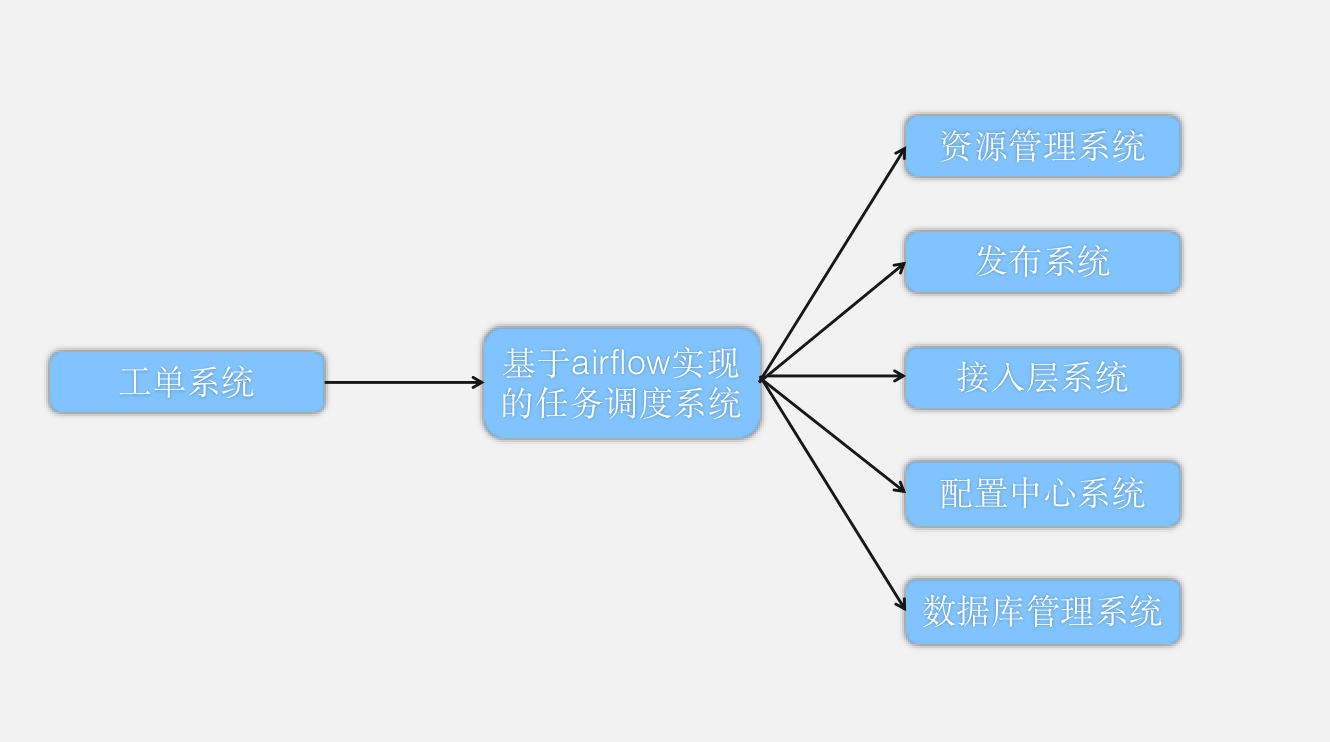 工单系统
基于airflow实现
的任务调度系统
资源管理系统
发布系统
接入层系统
配置中心系统
数据库管理系统